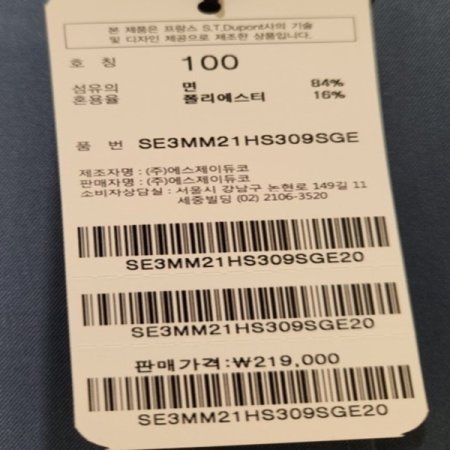 본 제품은 프랑스 S.T.Dupont사의 기술
및 디자인 제공으로 제조한 상품입니다.
호 칭 100
섬유의 면 84%
혼용율 폴리에스터 16%
품 번 SE3MM21HS309SGE
제조자명 : (주)에스제이듀코
판매자명 : (주)에스제이듀코
소비자상담실 : 서울시 강남구 논현로 149길 11
세중빌딩 (02) 2106-3520
SE3MM21HS309SGE20
SE3MM21HS309SGE20
판매가격:₩219,000
SE3MM21HS309SGE20